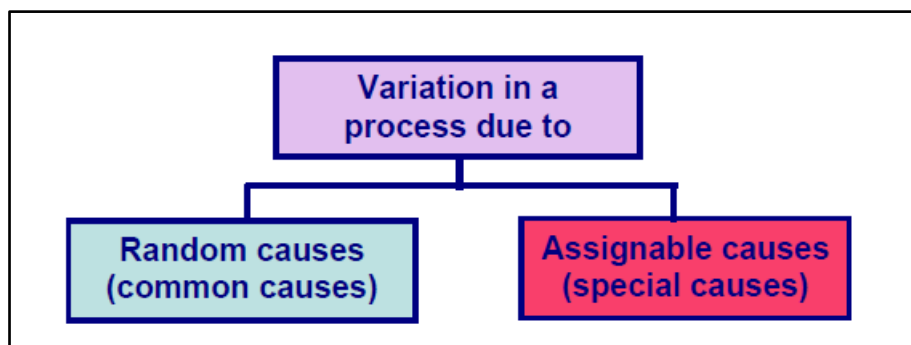 Variation in a
process due to
Random causes
(common causes)
Assignable causes
(special causes)